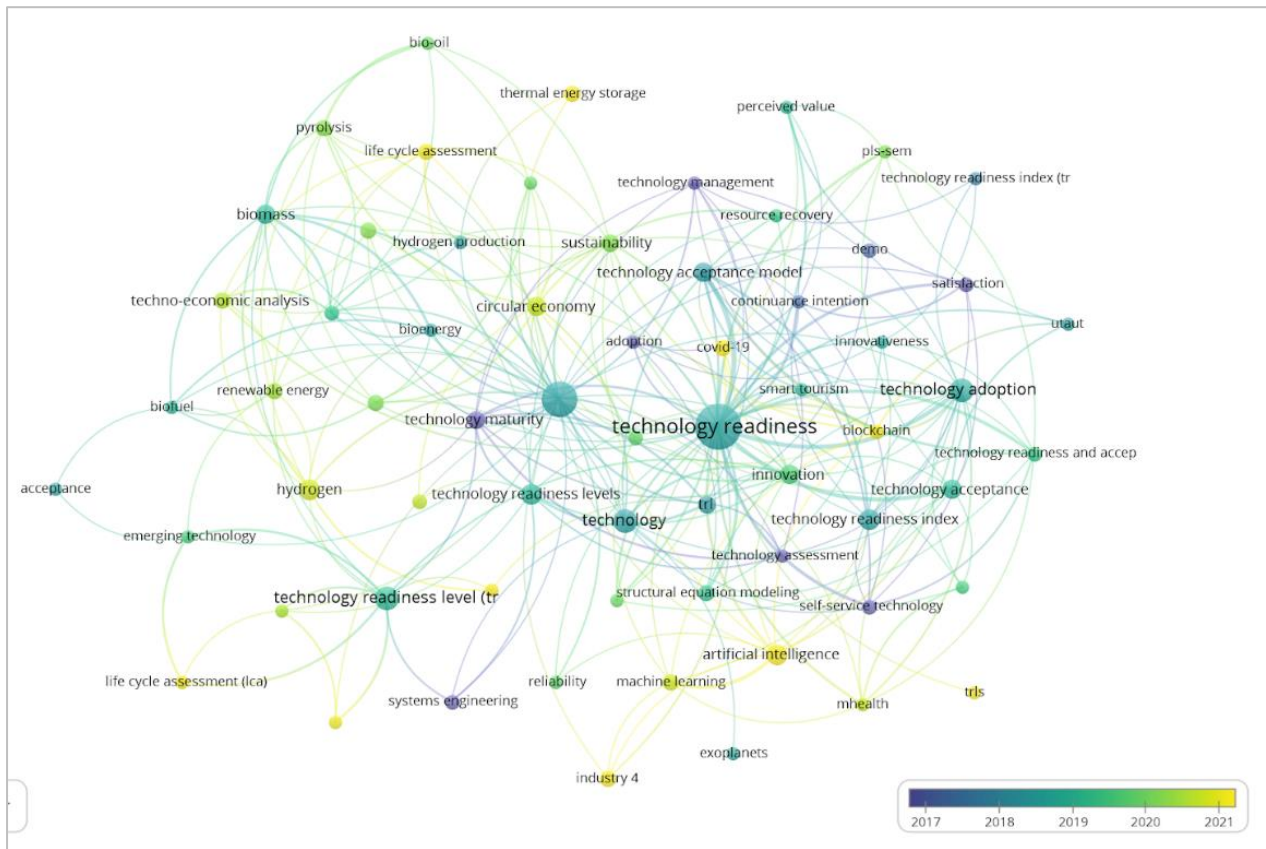 bio-oil
thermal energy storage
perceived value
pyrolysis
life cycle assessment
pls-sem
technology management
technology readiness index (tr
biomass
resource recovery
hydrogen production
sustainability
demo
technology acceptance model
satisfaction
techno-economic analysis
circular economy
continuance intention
bioenergy
utaut
adoption
covid-19
innovativeness
renewable energy
smart tourism
technology adoption
biofuel
technology maturity
technology readiness
blockchain
technology readiness and accep
acceptance
hydrogen
technology readiness levels
innovation
technology acceptance
trl
technology
technology readiness index
emerging technology
technology assessment
technology readiness level (tr
structural equation modeling
self-service technology
artificial intelligence
life cycle assessment (lca)
reliability
machine learning
trls
systems engineering
mhealth
exoplanets
industry 4
2017 2018 2019 2020 2021